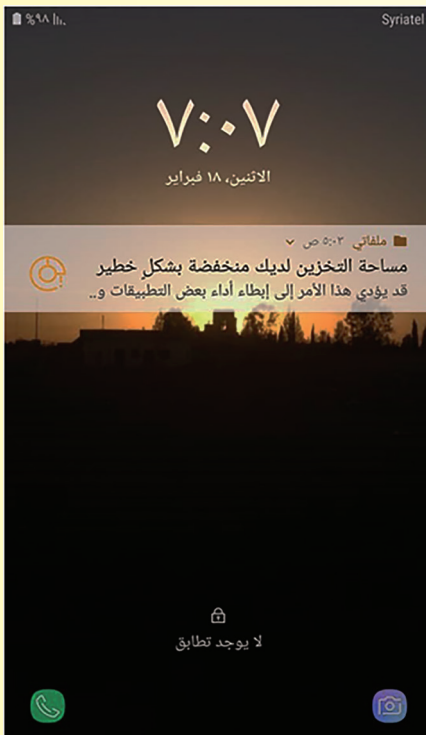 %٩٨
Syriatel
٧:٠٧
الاثنين، ١٨ فبراير
ملفاتي ٥:٠٣ ص
مساحة التخزين لديك منخفضة بشكلٍ خطير
قد يؤدي هذا الأمر إلى إبطاء أداء بعض التطبيقات و..
لا يوجد تطابق